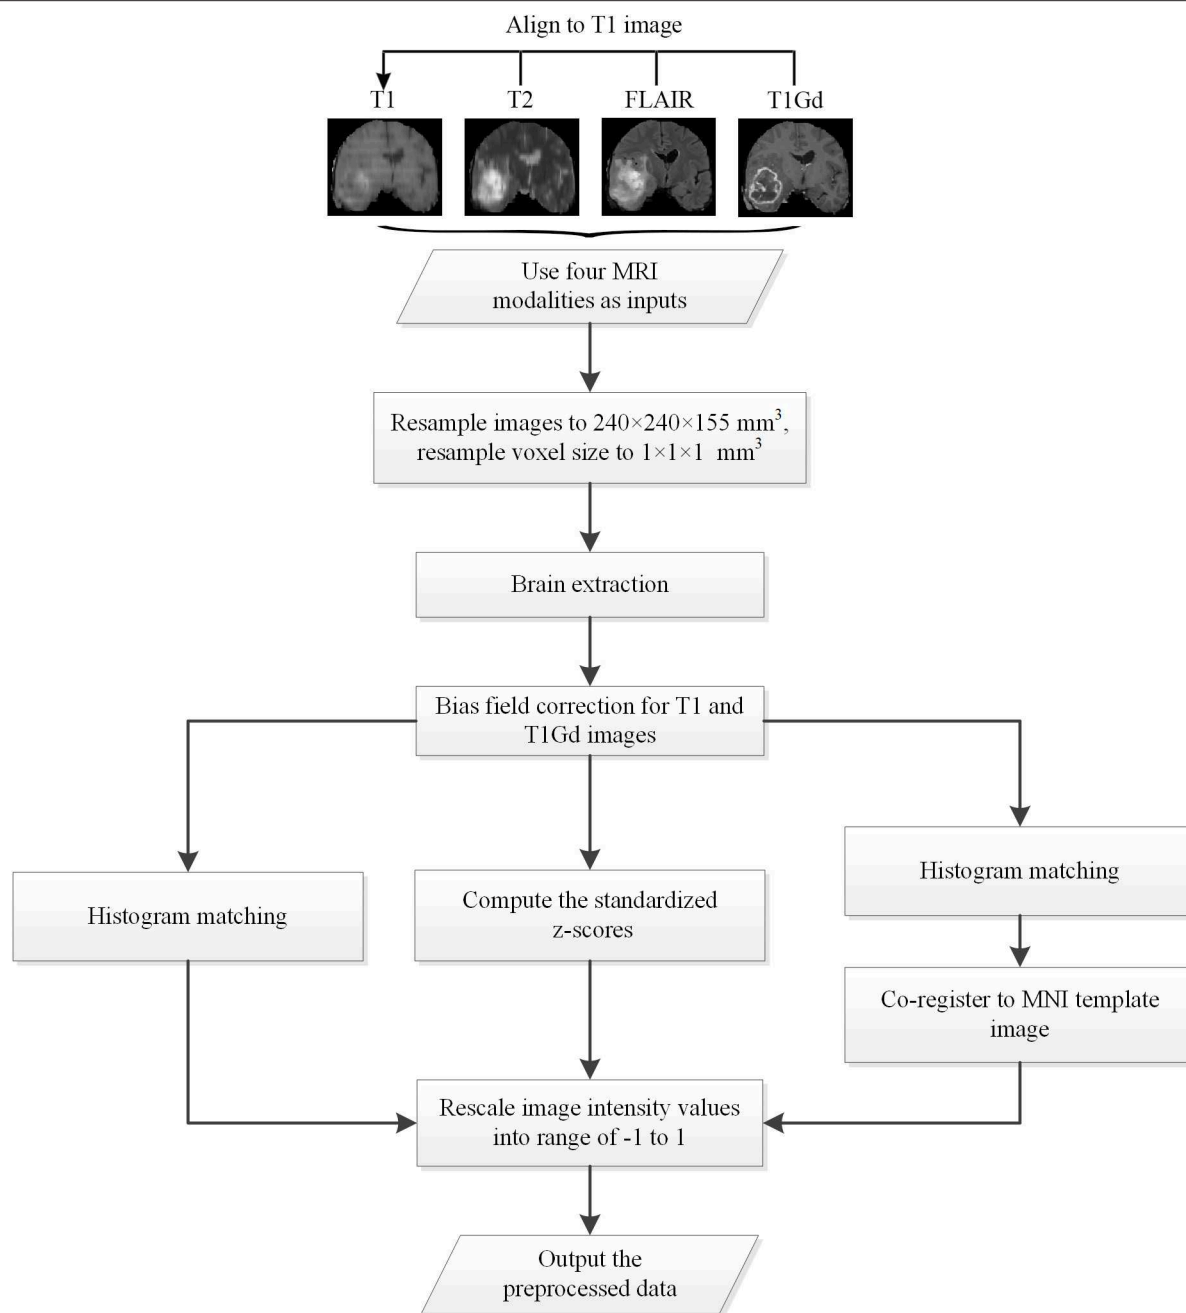 Align to T1 image
T1
T2
FLAIR
T1Gd
Use four MRI
modalities as inputs
Resample images to 240×240×155 mm³,
resample voxel size to 1×1×1 mm³
Brain extraction
Bias field correction for T1 and
T1Gd images
Histogram matching
Compute the standardized
z-scores
Histogram matching
Co-register to MNI template
image
Rescale image intensity values
into range of -1 to 1
Output the
preprocessed data